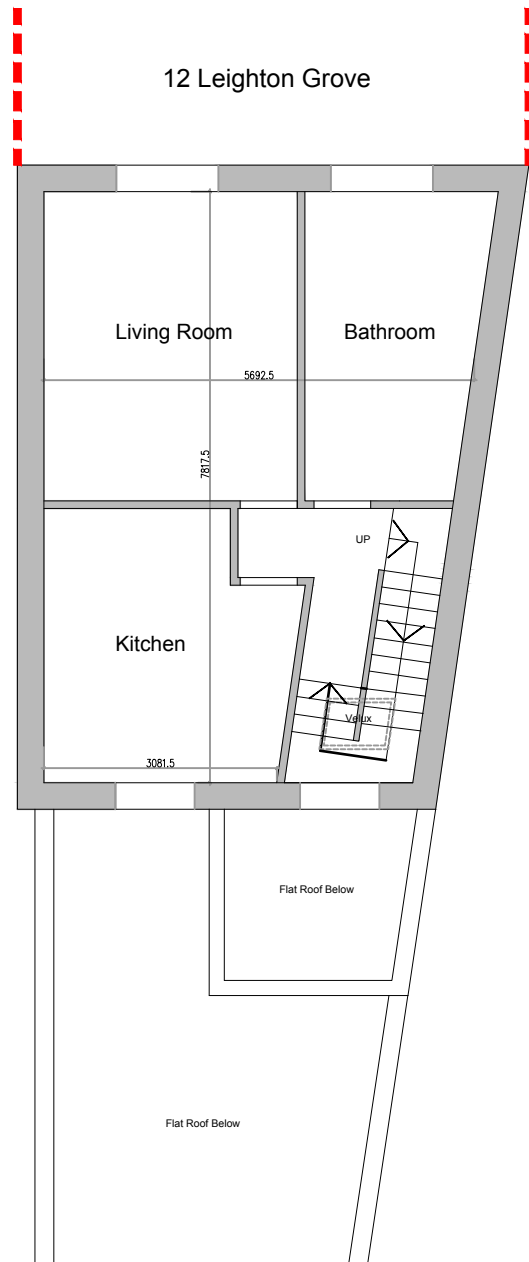 12 Leighton Grove
Living Room
Bathroom
5692.5
7817.5
UP
Kitchen
Velux
3081.5
Flat Roof Below
Flat Roof Below